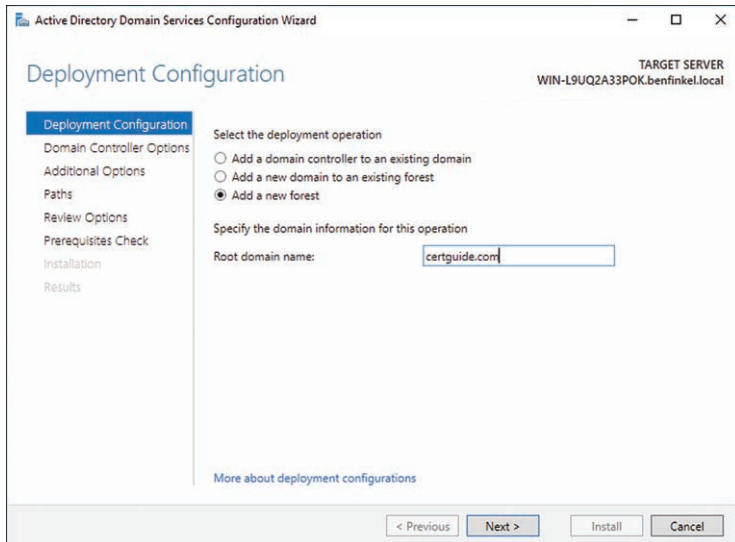 Active Directory Domain Services Configuration Wizard
Deployment Configuration
TARGET SERVER
WIN-L9UQ2A33POK.benfinkel.local
Deployment Configuration
Domain Controller Options
Additional Options
Paths
Review Options
Prerequisites Check
Installation
Results
Select the deployment operation
Add a domain controller to an existing domain
Add a new domain to an existing forest
Add a new forest
Specify the domain information for this operation
Root domain name: certguide.com
More about deployment configurations
< Previous Next > Install Cancel